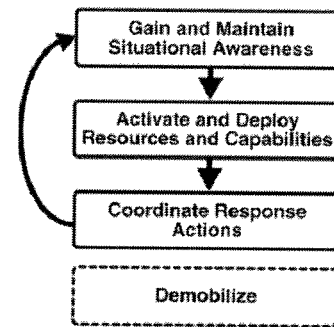 Gain and Maintain
Situational Awareness
Activate and Deploy
Resources and Capabilities
Coordinate Response
Actions
Demobilize